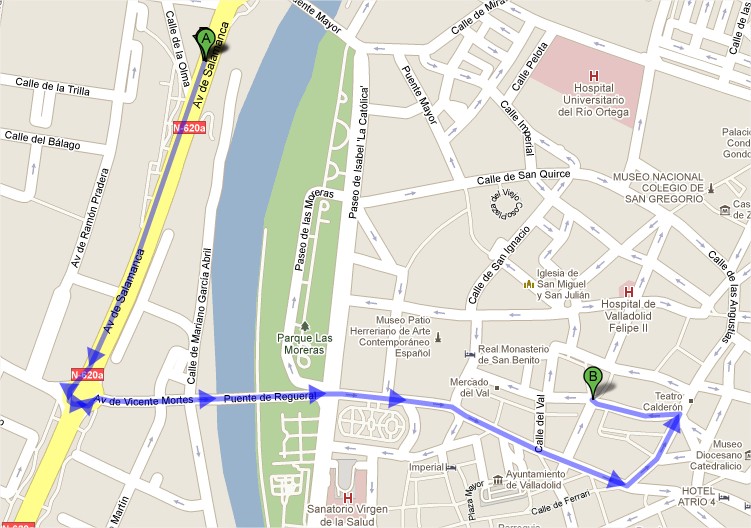 uente Mayor
Calle de Mira
Calle de las
Calle de la Olma
A
Av de Salamanca
Calle de la Trilla
N-620a
Calle del Bálago
Av de Ramón Pradera
Av de Salamanca
Calle de Mariano García Abril
Paseo de las Moreras
Paseo de Isabel 'La Católica'
Puente Mayor
Calle Pelota
Calle Imperial
H
Hospital
Universitario
del Río Ortega
Calle de San Quirce
del Viejo Coso
Plaza
Palacio
Cond
Gondo
MUSEO NACIONAL
COLEGIO DE
SAN GREGORIO
Cas
de Z
Calle de San Ignacio
Iglesia de
San Miguel
y San Julián
H
Hospital de
Valladolid
Felipe II
Calle de las Angustias
Museo Patio
Herreriano de Arte
Contemporáneo
Español
Parque Las
Moreras
Real Monasterio
de San Benito
N-620a
Av de Vicente Mortes
Puente de Regueral
Mercado
del Val
Calle del Val
B
Teatro
Calderón
Museo
Diocesano
Catedralicio
Imperial
Ayuntamiento
de Valladolid
Plaza Mayor
Calle de Ferrari
HOTEL
ATRIO 4
H
Sanatorio Virgen
de la Salud
Martín
N-620a
Parroquia